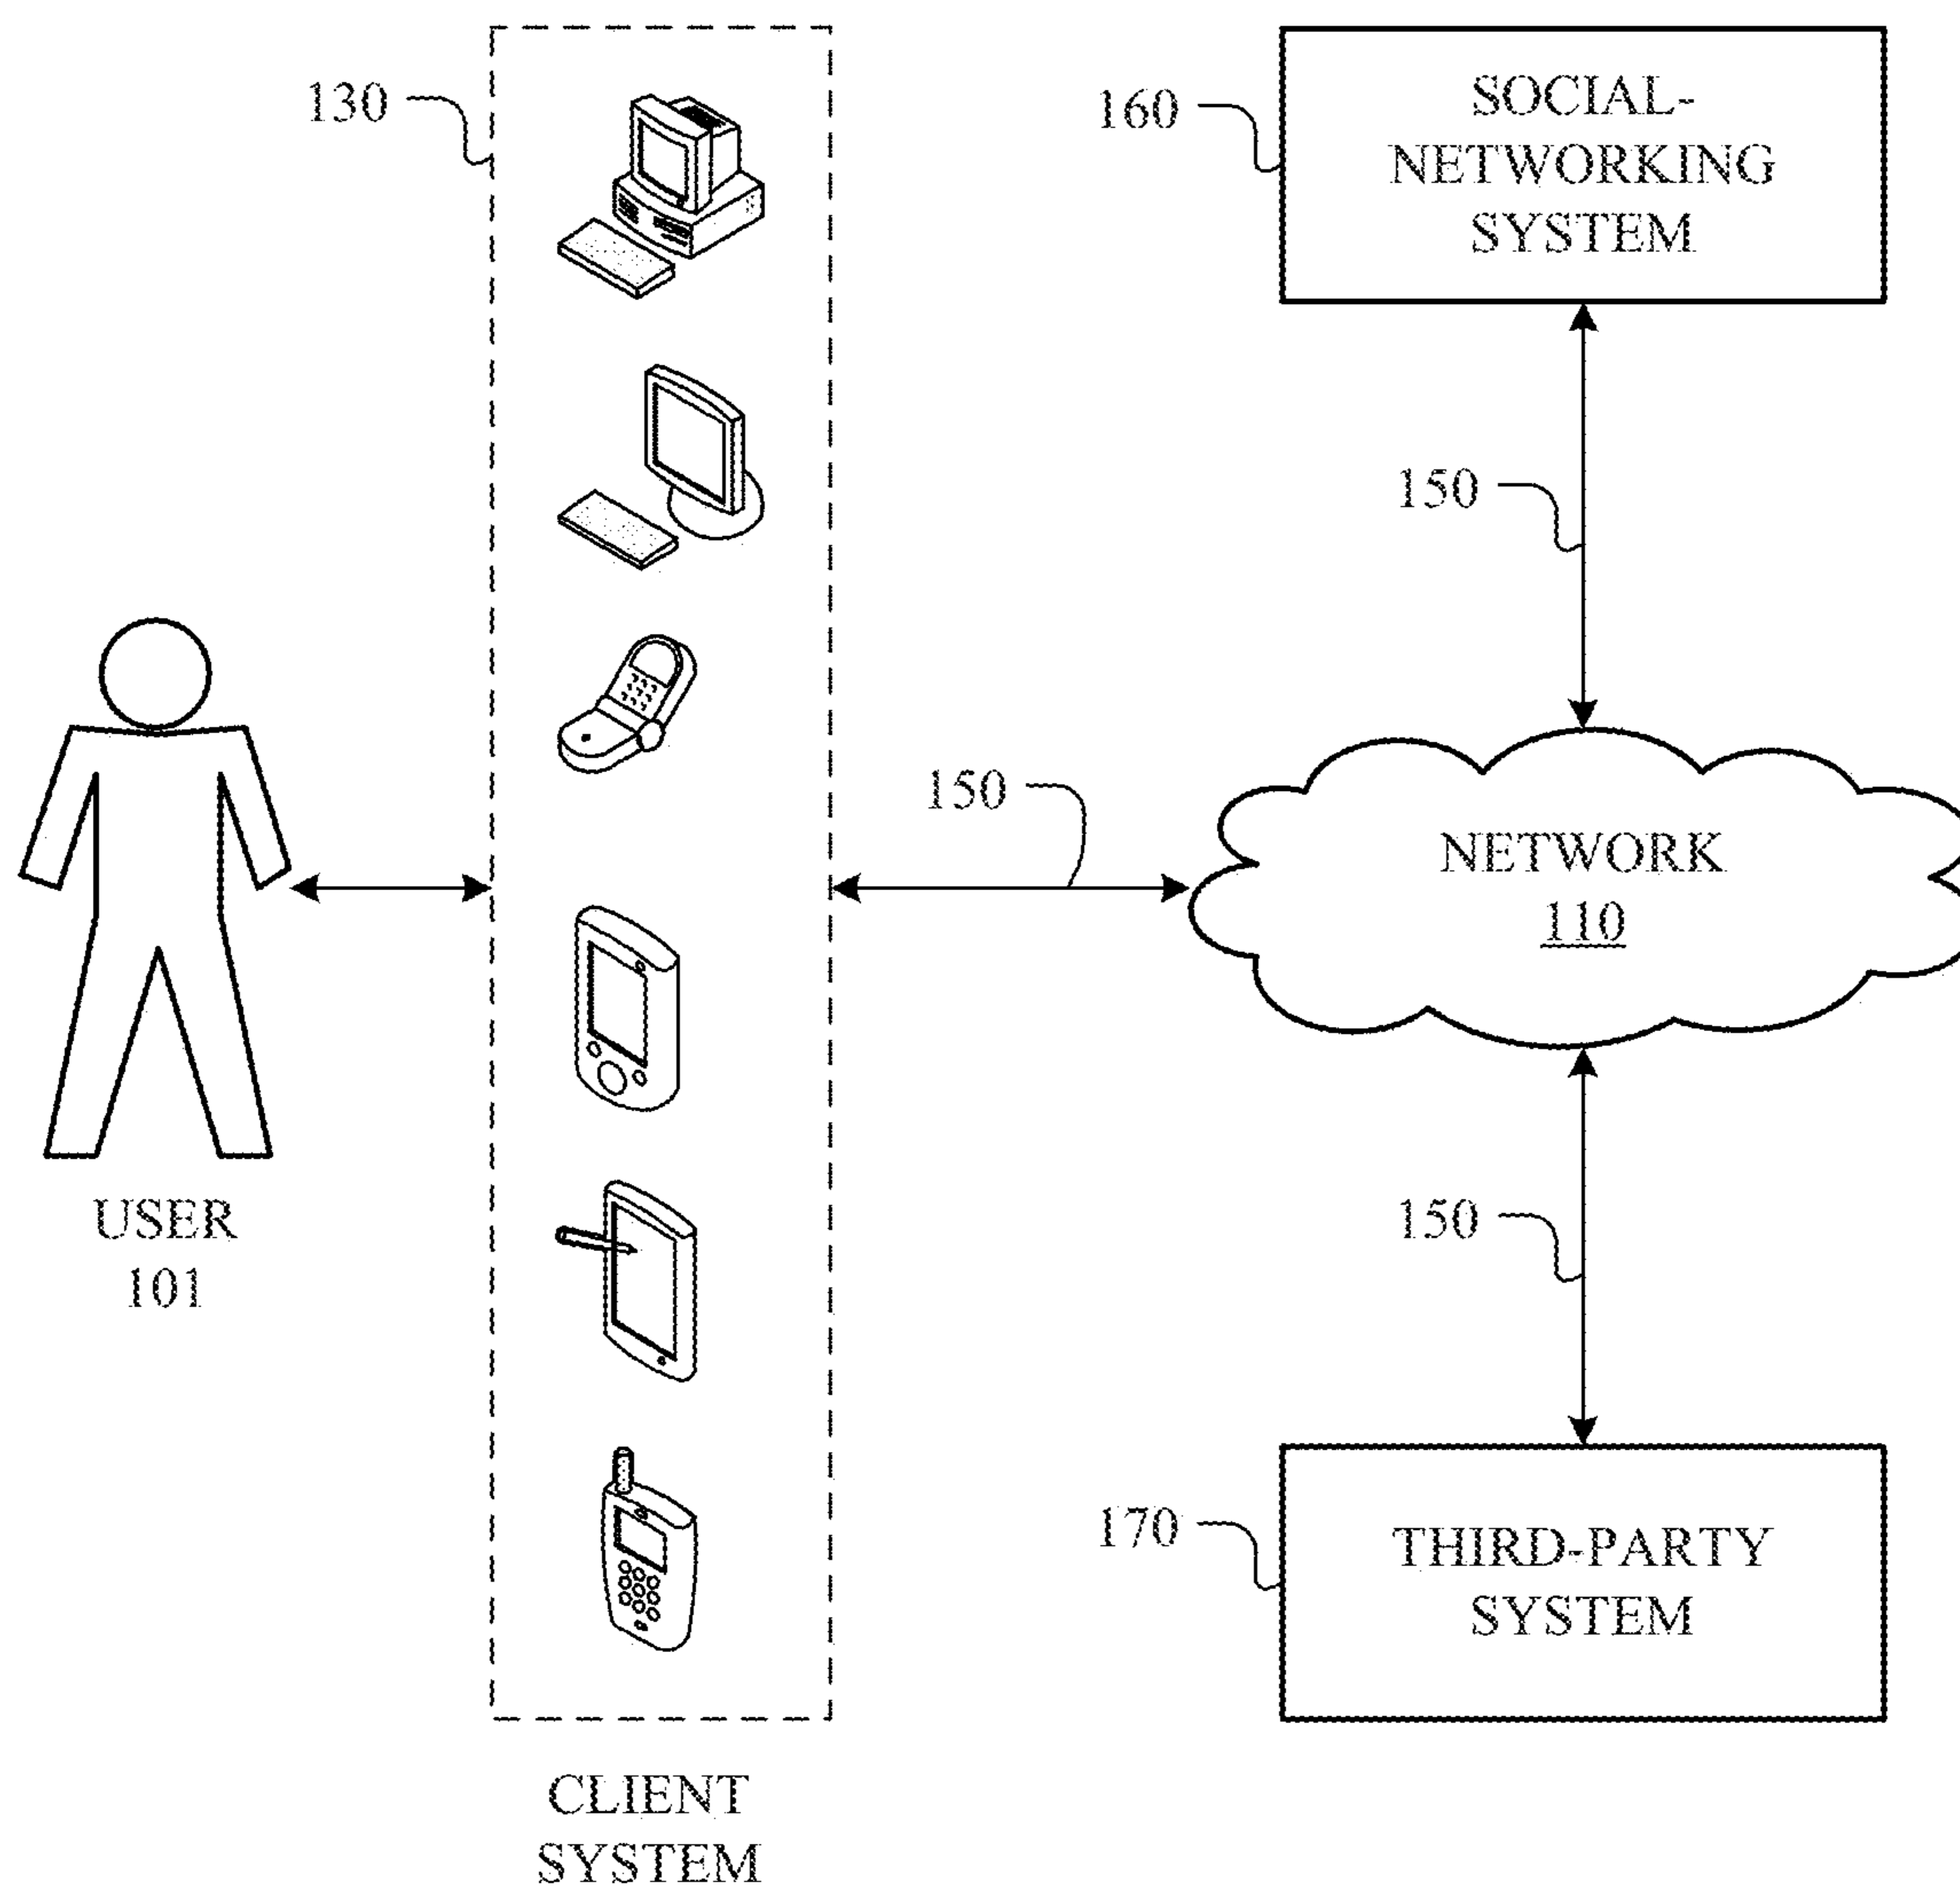 130
160
SOCIAL-
NETWORKING
SYSTEM
150
150
NETWORK
110
USER
101
150
170
THIRD-PARTY
SYSTEM
CLIENT
SYSTEM